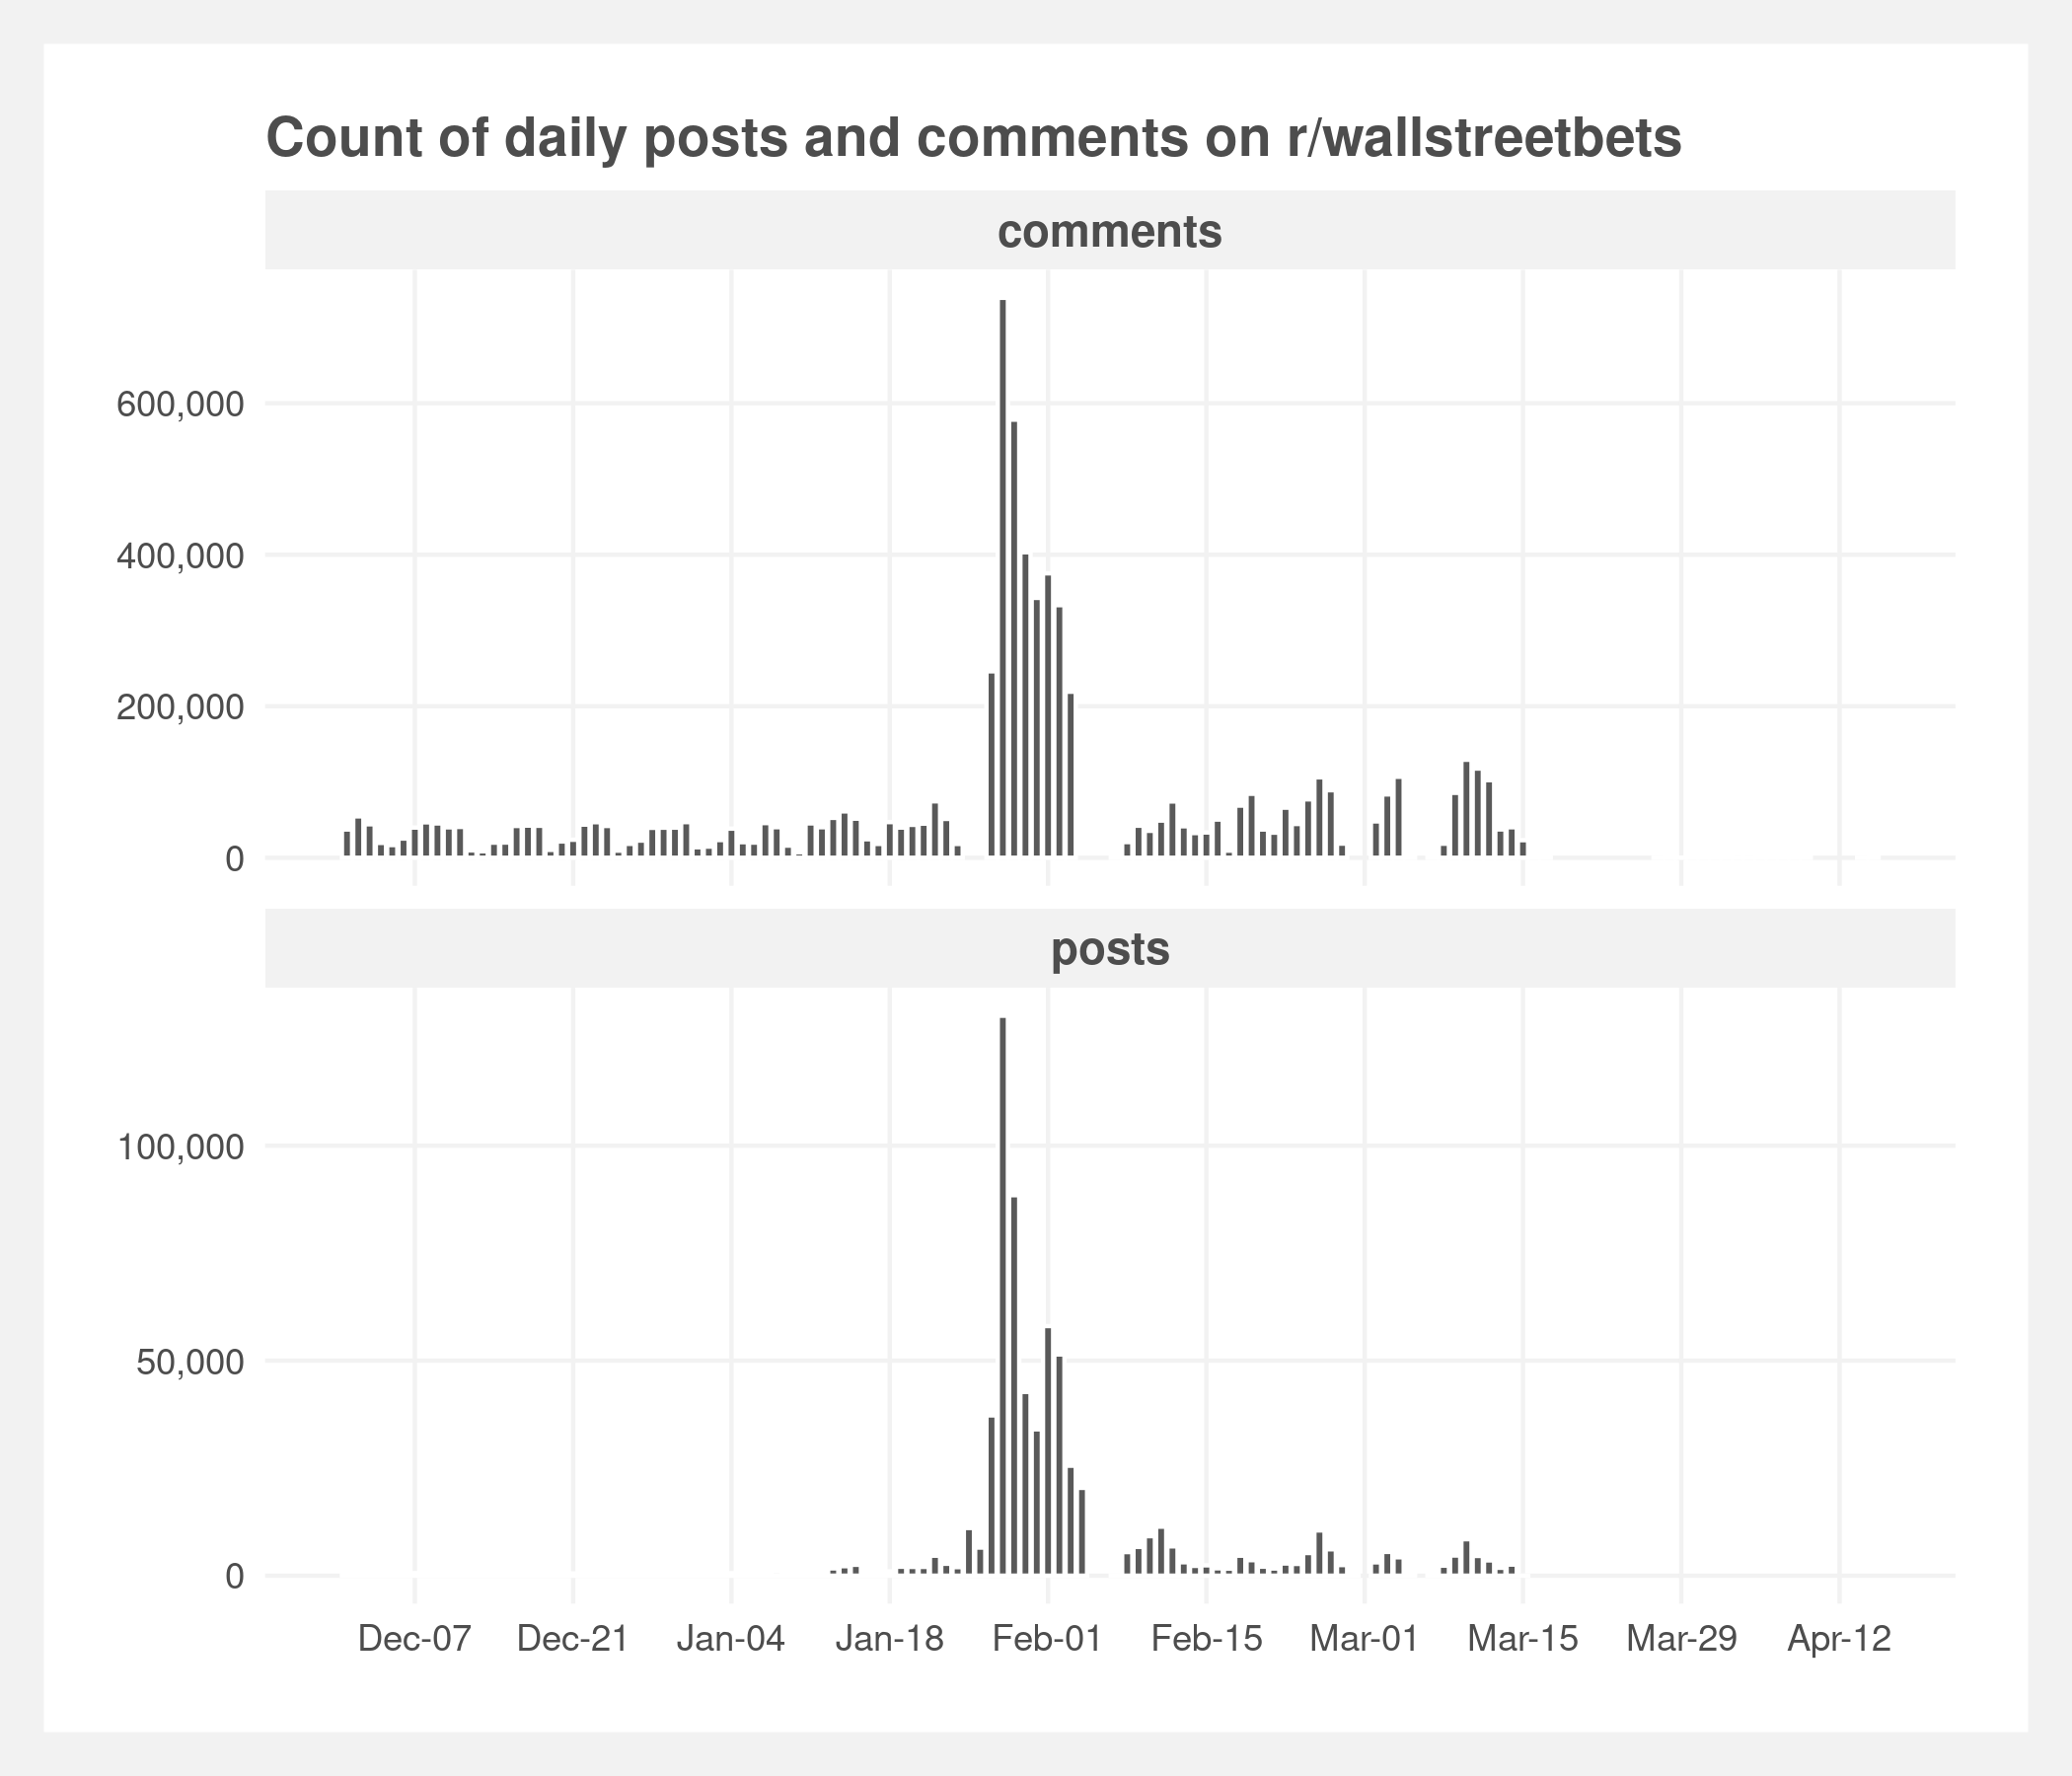 Count of daily posts and comments on r/wallstreetbets
comments
600,000
400,000
200,000
0
posts
100,000
50,000
0
Dec-07 Dec-21 Jan-04 Jan-18 Feb-01 Feb-15 Mar-01 Mar-15 Mar-29 Apr-12